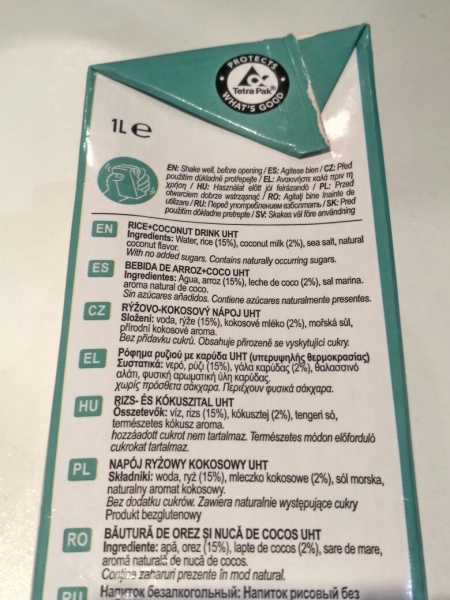 PROTECTS
Tetra Pak®
WHAT'S GOOD
1L e
EN: Shake well, before opening / ES: Agítese bien / CZ: Před
použitím důkladně protřepejte / EL: Ανακινήστε καλά πριν τη
χρήση / HU: Használat előtt jól felrázandó / PL: Przed
otwarciem dobrze wstrząsnąć / RO: Agitați bine înainte de
utilizare / RU: Перед употреблением взболтать / SK: Pred
použitím dôkladne pretrepte / SV: Skakas väl före användning
EN RICE+COCONUT DRINK UHT
Ingredients: Water, rice (15%), coconut milk (2%), sea salt, natural
coconut flavor.
With no added sugars. Contains naturally occurring sugars.
ES BEBIDA DE ARROZ+COCO UHT
Ingredientes: Agua, arroz (15%), leche de coco (2%), sal marina.
aroma natural de coco.
Sin azúcares añadidos. Contiene azúcares naturalmente presentes.
CZ RÝŽOVO-KOKOSOVÝ NÁPOJ UHT
Složení: voda, rýže (15%), kokosové mléko (2%), mořská sůl,
přírodní kokosové aroma.
Bez přídavku cukrů. Obsahuje přirozeně se vyskytující cukry.
EL Ρόφημα ρυζιού με καρύδα UHT (υπερυψηλής θερμοκρασίας)
Συστατικά: νερό, ρύζι (15%), γάλα καρύδας (2%), θαλασσινό
αλάτι, φυσική αρωματική ύλη καρύδας.
χωρίς πρόσθετα σάκχαρα. Περιέχουν φυσικά σάκχαρα.
HU RIZS- ÉS KÓKUSZITAL UHT
Összetevők: víz, rizs (15%), kókusztej (2%), tengeri só,
természetes kókusz aroma.
hozzáadott cukrot nem tartalmaz. Természetes módon előforduló
cukrokat tartalmaz.
PL NAPÓJ RYŻOWY KOKOSOWY UHT
Składniki: woda, ryż (15%), mleczko kokosowe (2%), sól morska,
naturalny aromat kokosowy.
Bez dodatku cukrów. Zawiera naturalnie występujące cukry
Produkt bezglutenowy
RO BĂUTURĂ DE OREZ ȘI NUCĂ DE COCOS UHT
Ingrediente: apă, orez (15%), lapte de cocos (2%), sare de mare,
aromă naturală de nucă de cocos.
Conține zaharuri prezente în mod natural.
RU Напиток безалкогольный: Напиток рисовый без